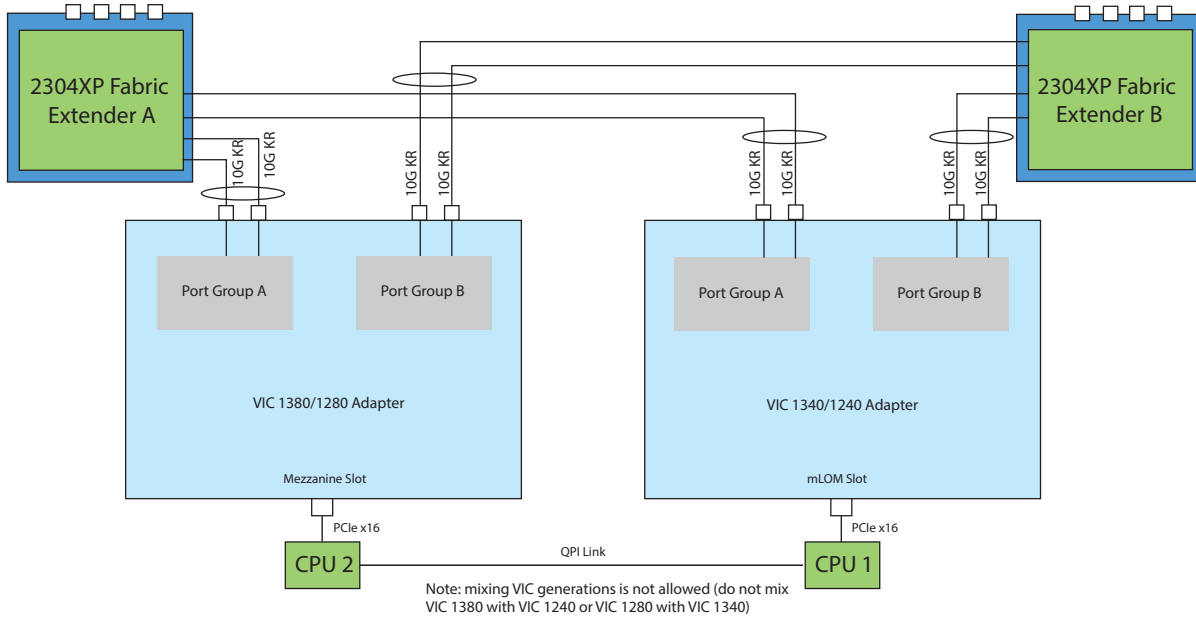 2304XP Fabric
Extender A
2304XP Fabric
Extender B
10G KR
10G KR
10G KR
10G KR
10G KR
10G KR
10G KR
10G KR
Port Group A
Port Group B
Port Group A
Port Group B
VIC 1380/1280 Adapter
VIC 1340/1240 Adapter
Mezzanine Slot
mLOM Slot
PCIe x16
PCIe x16
CPU 2
QPI Link
CPU 1
Note: mixing VIC generations is not allowed (do not mix
VIC 1380 with VIC 1240 or VIC 1280 with VIC 1340)